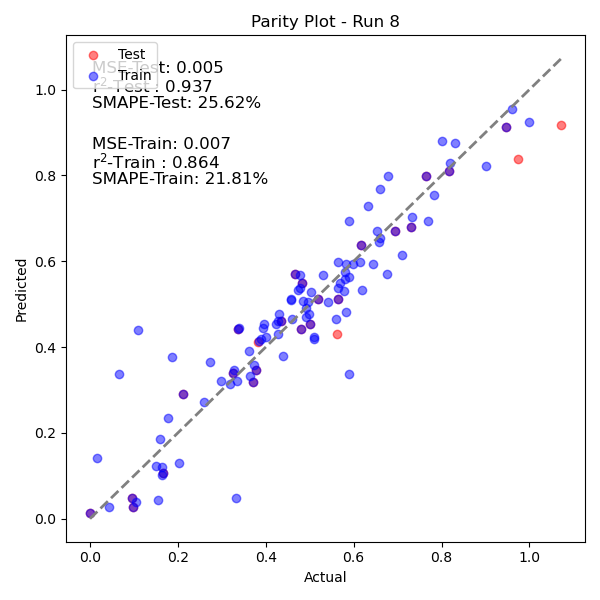 Parity Plot - Run 8
Test
Train
MSE-Test: 0.005
r²-Test : 0.937
SMAPE-Test: 25.62%
MSE-Train: 0.007
r²-Train : 0.864
SMAPE-Train: 21.81%
Predicted
1.0
0.8
0.6
0.4
0.2
0.0
0.0 0.2 0.4 0.6 0.8 1.0
Actual